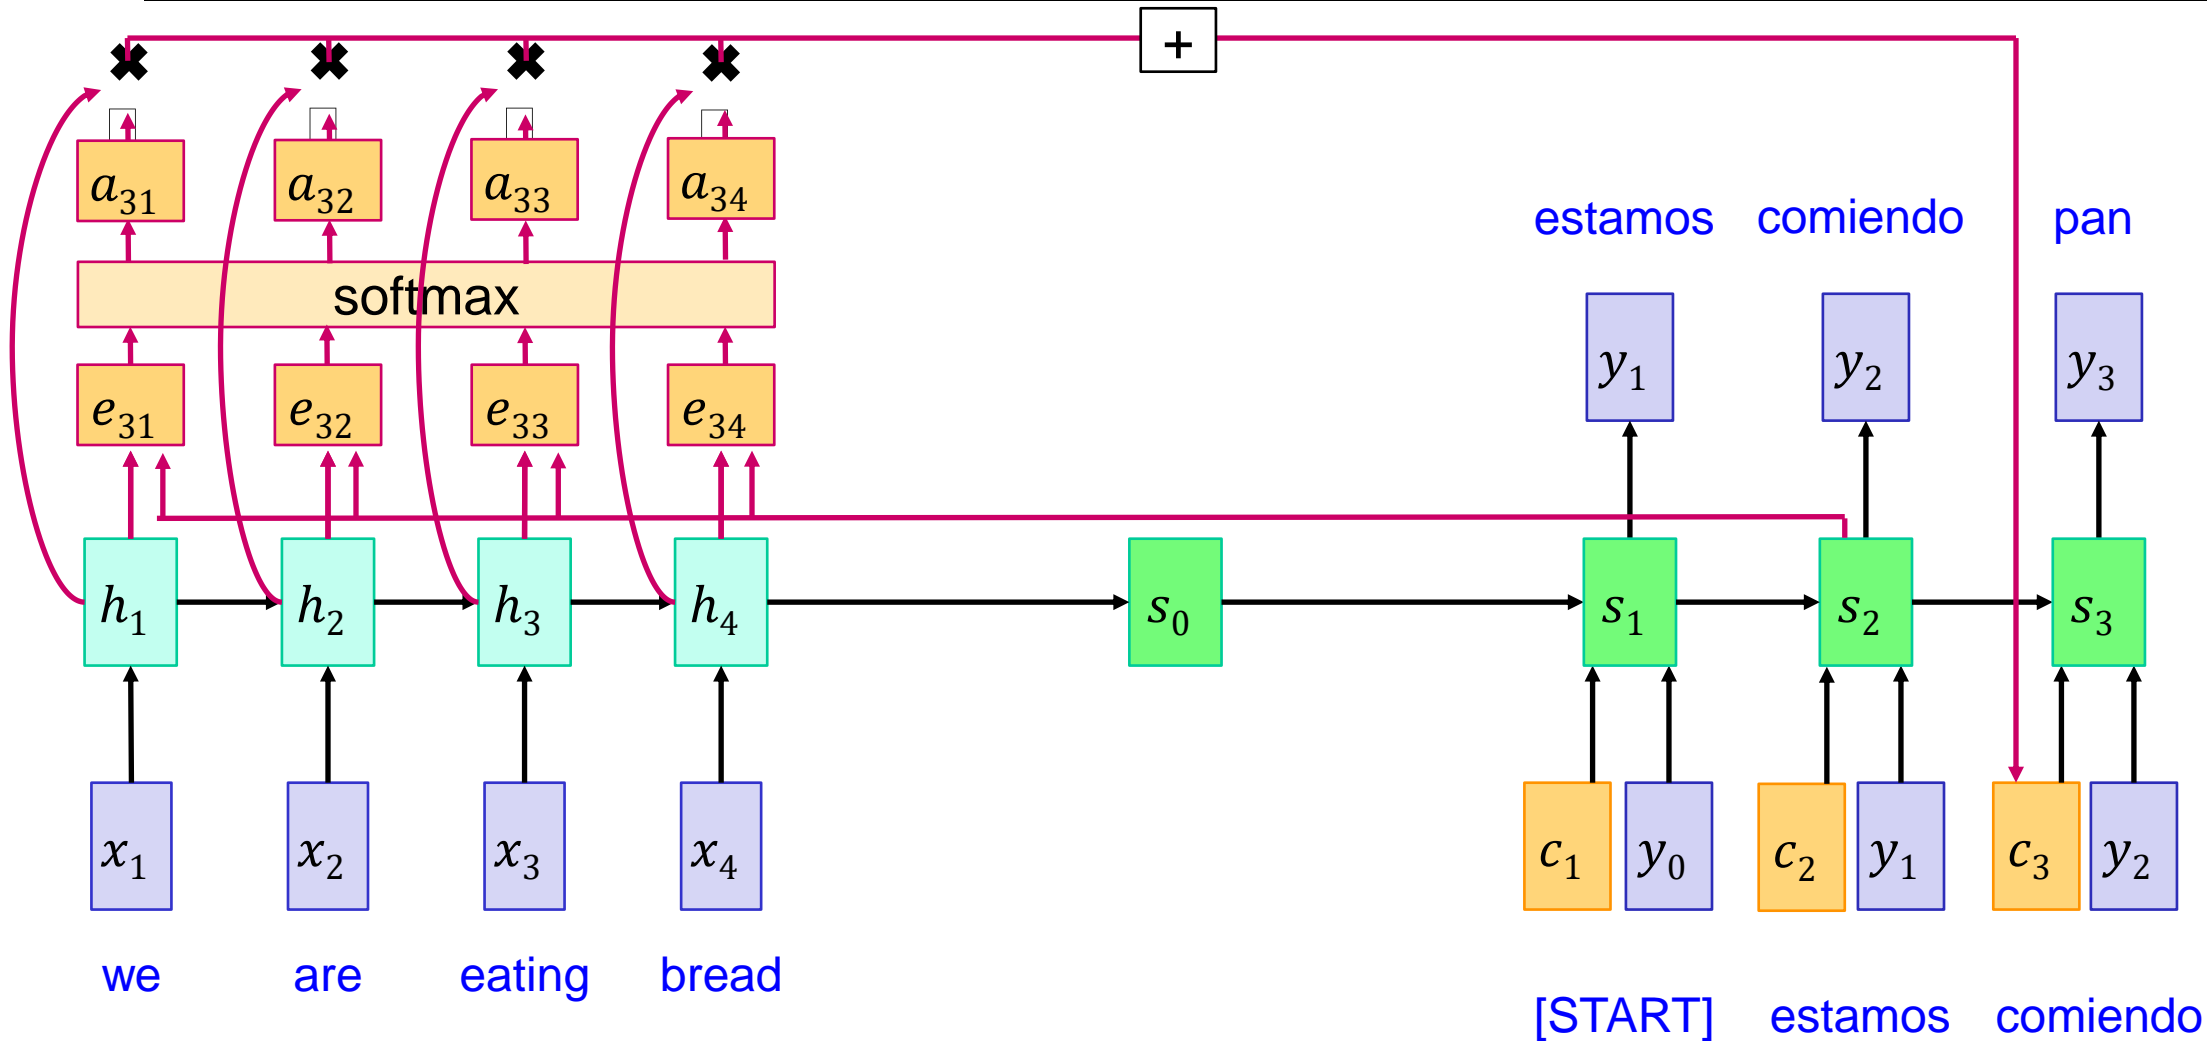 +
a31 a32 a33 a34
estamos comiendo pan
softmax
y1 y2 y3
e31 e32 e33 e34
h1 h2 h3 h4 s0 s1 s2 s3
x1 x2 x3 x4 c1 y0 c2 y1 c3 y2
we are eating bread
[START] estamos comiendo